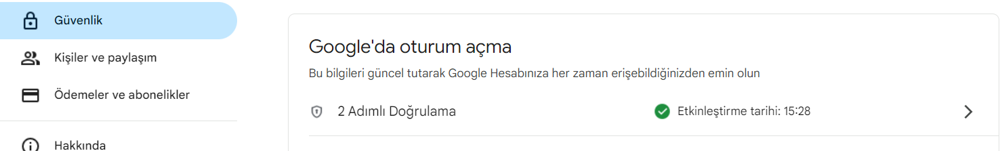 Güvenlik
Kişiler ve paylaşım
Ödemeler ve abonelikler
Hakkında
Google'da oturum açma
Bu bilgileri güncel tutarak Google Hesabınıza her zaman erişebildiğinizden emin olun
2 Adımlı Doğrulama
Etkinleştirme tarihi: 15:28